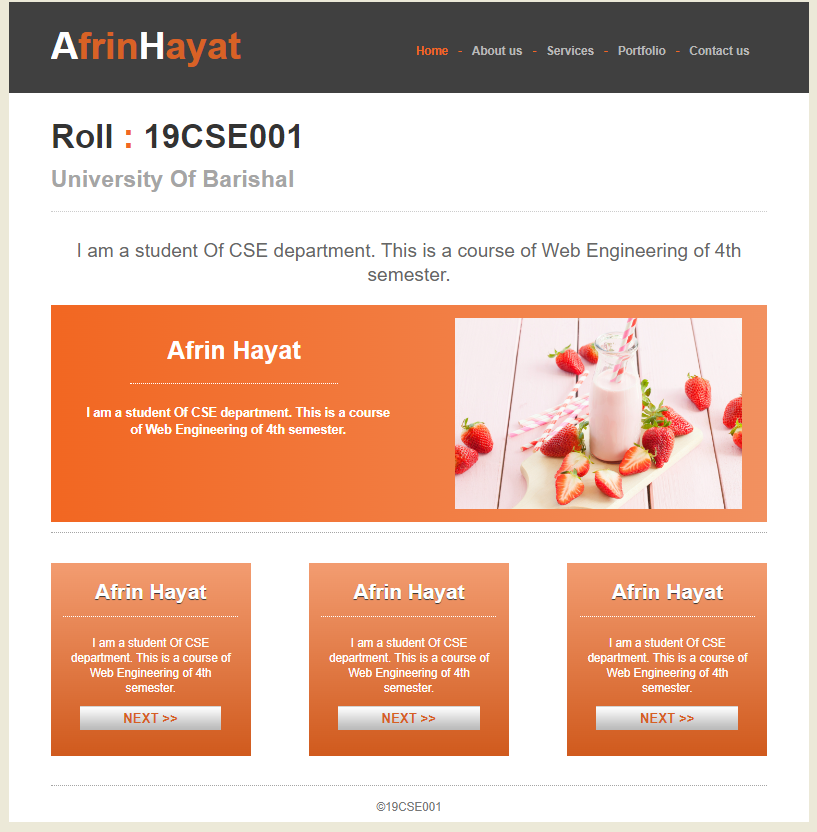 AfrinHayat
Home - About us - Services - Portfolio - Contact us
Roll : 19CSE001
University Of Barishal
I am a student Of CSE department. This is a course of Web Engineering of 4th
semester.
Afrin Hayat
I am a student Of CSE department. This is a course
of Web Engineering of 4th semester.
Afrin Hayat
I am a student Of CSE
department. This is a course of
Web Engineering of 4th
semester.
NEXT >>
Afrin Hayat
I am a student Of CSE
department. This is a course of
Web Engineering of 4th
semester.
NEXT >>
Afrin Hayat
I am a student Of CSE
department. This is a course of
Web Engineering of 4th
semester.
NEXT >>
©19CSE001